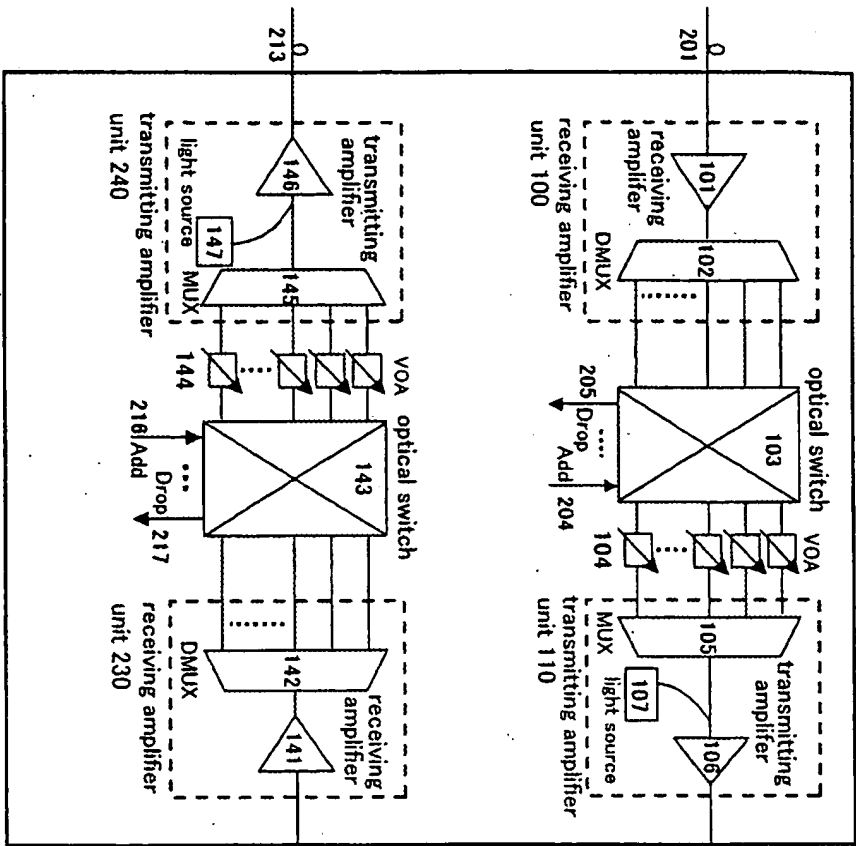 201
receiving
amplifer
101
receiving amplifier
unit 100
DMUX
102
optical switch
103
205
Drop
Add
204
VOA
104
MUX
105
transmitting
amplifer
106
107
light source
transmitting amplifier
unit 110
213
transmitting
amplifier
146
light source
147
transmitting amplifier
unit 240
MUX
145
VOA
144
optical switch
143
216
Add
Drop
217
DMUX
142
receiving
amplifier
141
receiving amplifier
unit 230